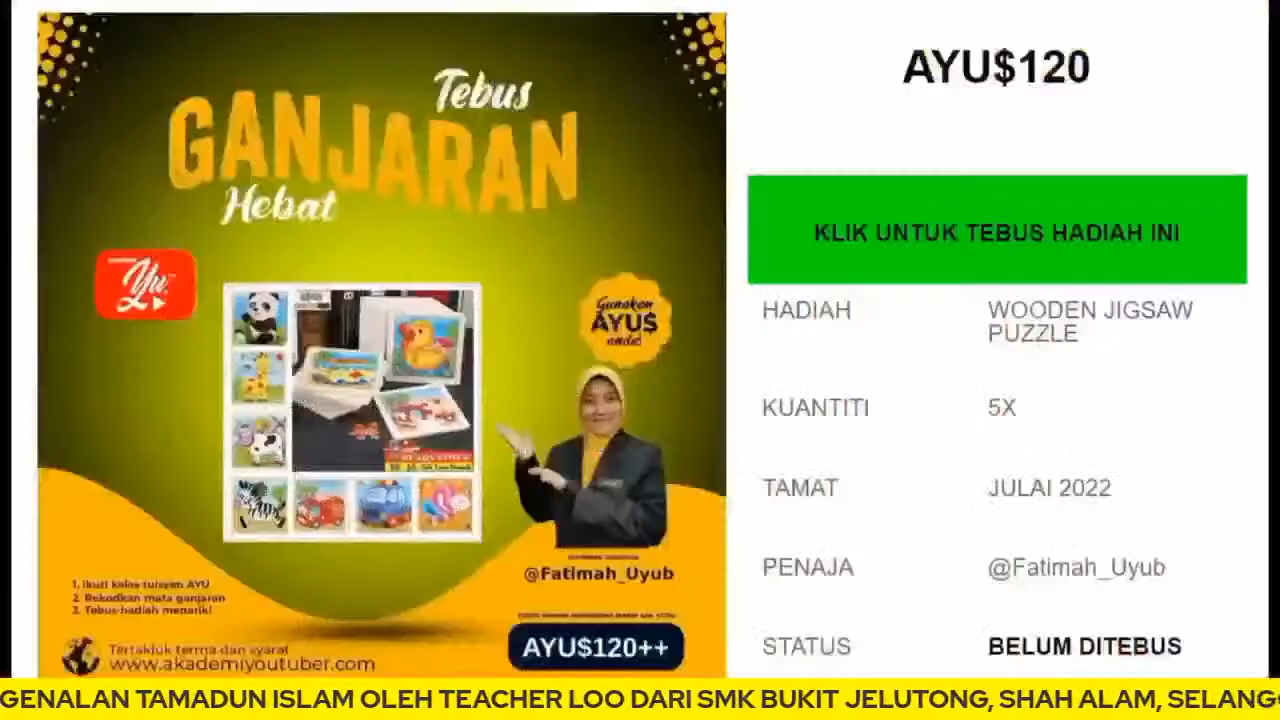 Tebus
GANJARAN
Hebat
Yu
Gunakan
AYU$
anda!
@Fatimah_Uyub
1. Ikuti kelas tuisyen AYU
2. Rekodkan mata ganjaran
3. Tebus hadiah menarik!
Tertakluk terma dan syarat
www.akademiyoutuber.com
AYU$120++
AYU$120
KLIK UNTUK TEBUS HADIAH INI
HADIAH WOODEN JIGSAW
PUZZLE
KUANTITI 5X
TAMAT JULAI 2022
PENAJA @Fatimah_Uyub
STATUS BELUM DITEBUS
GENALAN TAMADUN ISLAM OLEH TEACHER LOO DARI SMK BUKIT JELUTONG, SHAH ALAM, SELANG